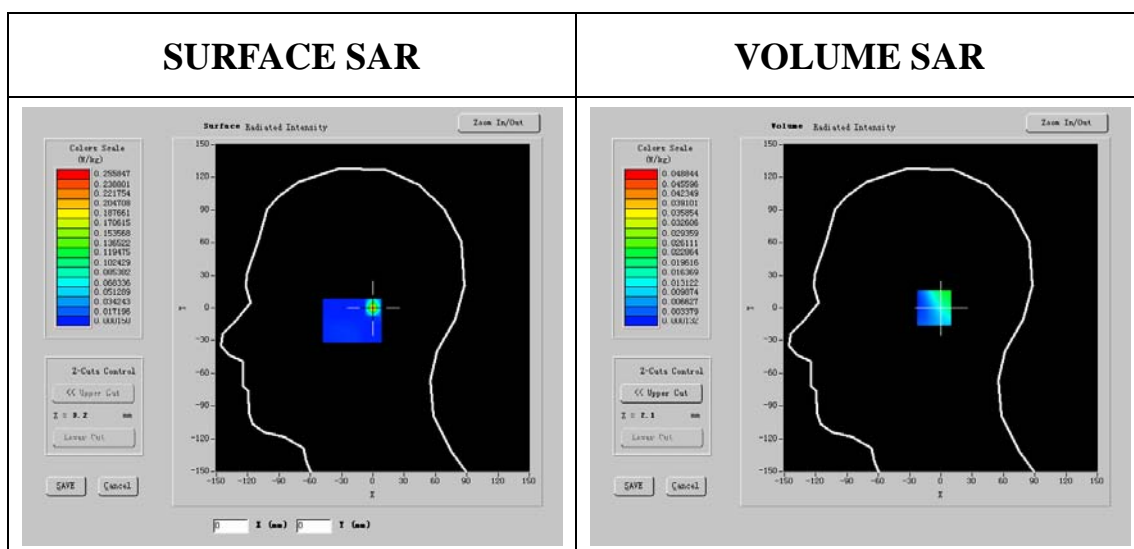 SURFACE SAR
VOLUME SAR
Surface Radiated Intensity
Zoom In/Out
Colors Scale
(W/kg)
0.255847
0.238801
0.221754
0.204708
0.187661
0.170615
0.153568
0.136522
0.119475
0.102429
0.085382
0.068336
0.051289
0.034243
0.017196
0.000150
150
120
90
60
30
0
-30
-60
-90
-120
-150
Y
-150 -120 -90 -60 -30 0 30 60 90 120 150
X
Z-Cuts Control
<< Upper Cut
Z = 0.2 mm
Lower Cut
SAVE Cancel
0 X (mm) 0 Y (mm)
Volume Radiated Intensity
Zoom In/Out
Colors Scale
(W/kg)
0.048844
0.045596
0.042349
0.039101
0.035854
0.032606
0.029359
0.026111
0.022864
0.019616
0.016369
0.013122
0.009874
0.006627
0.003379
0.000132
150
120
90
60
30
0
-30
-60
-90
-120
-150
Y
-150 -120 -90 -60 -30 0 30 60 90 120 150
X
Z-Cuts Control
<< Upper Cut
Z = 2.1 mm
Lower Cut
SAVE Cancel